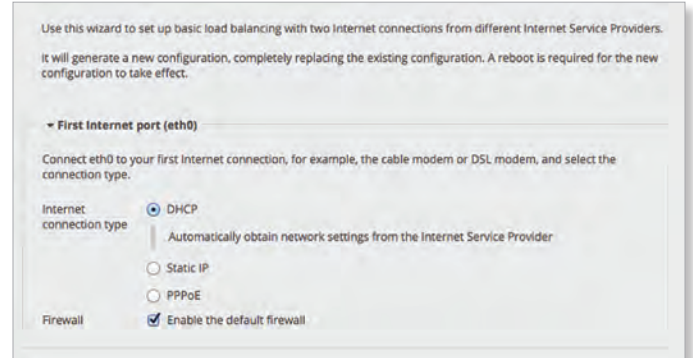 Use this wizard to set up basic load balancing with two Internet connections from different Internet Service Providers.
It will generate a new configuration, completely replacing the existing configuration. A reboot is required for the new
configuration to take effect.
First Internet port (eth0)
Connect eth0 to your first Internet connection, for example, the cable modem or DSL modem, and select the
connection type.
Internet
connection type
DHCP
Automatically obtain network settings from the Internet Service Provider
Static IP
PPPoE
Firewall
Enable the default firewall